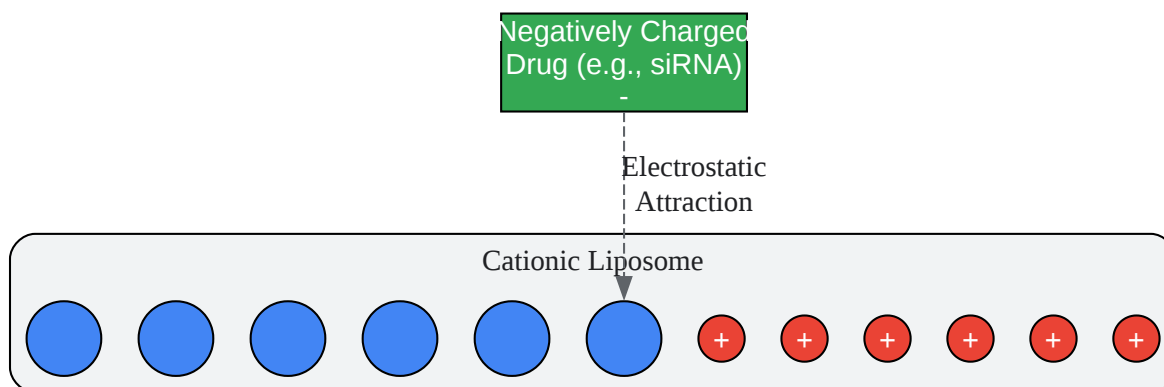 Negatively Charged
Drug (e.g., siRNA)
-
Electrostatic
Attraction
Cationic Liposome
+ + + + + +